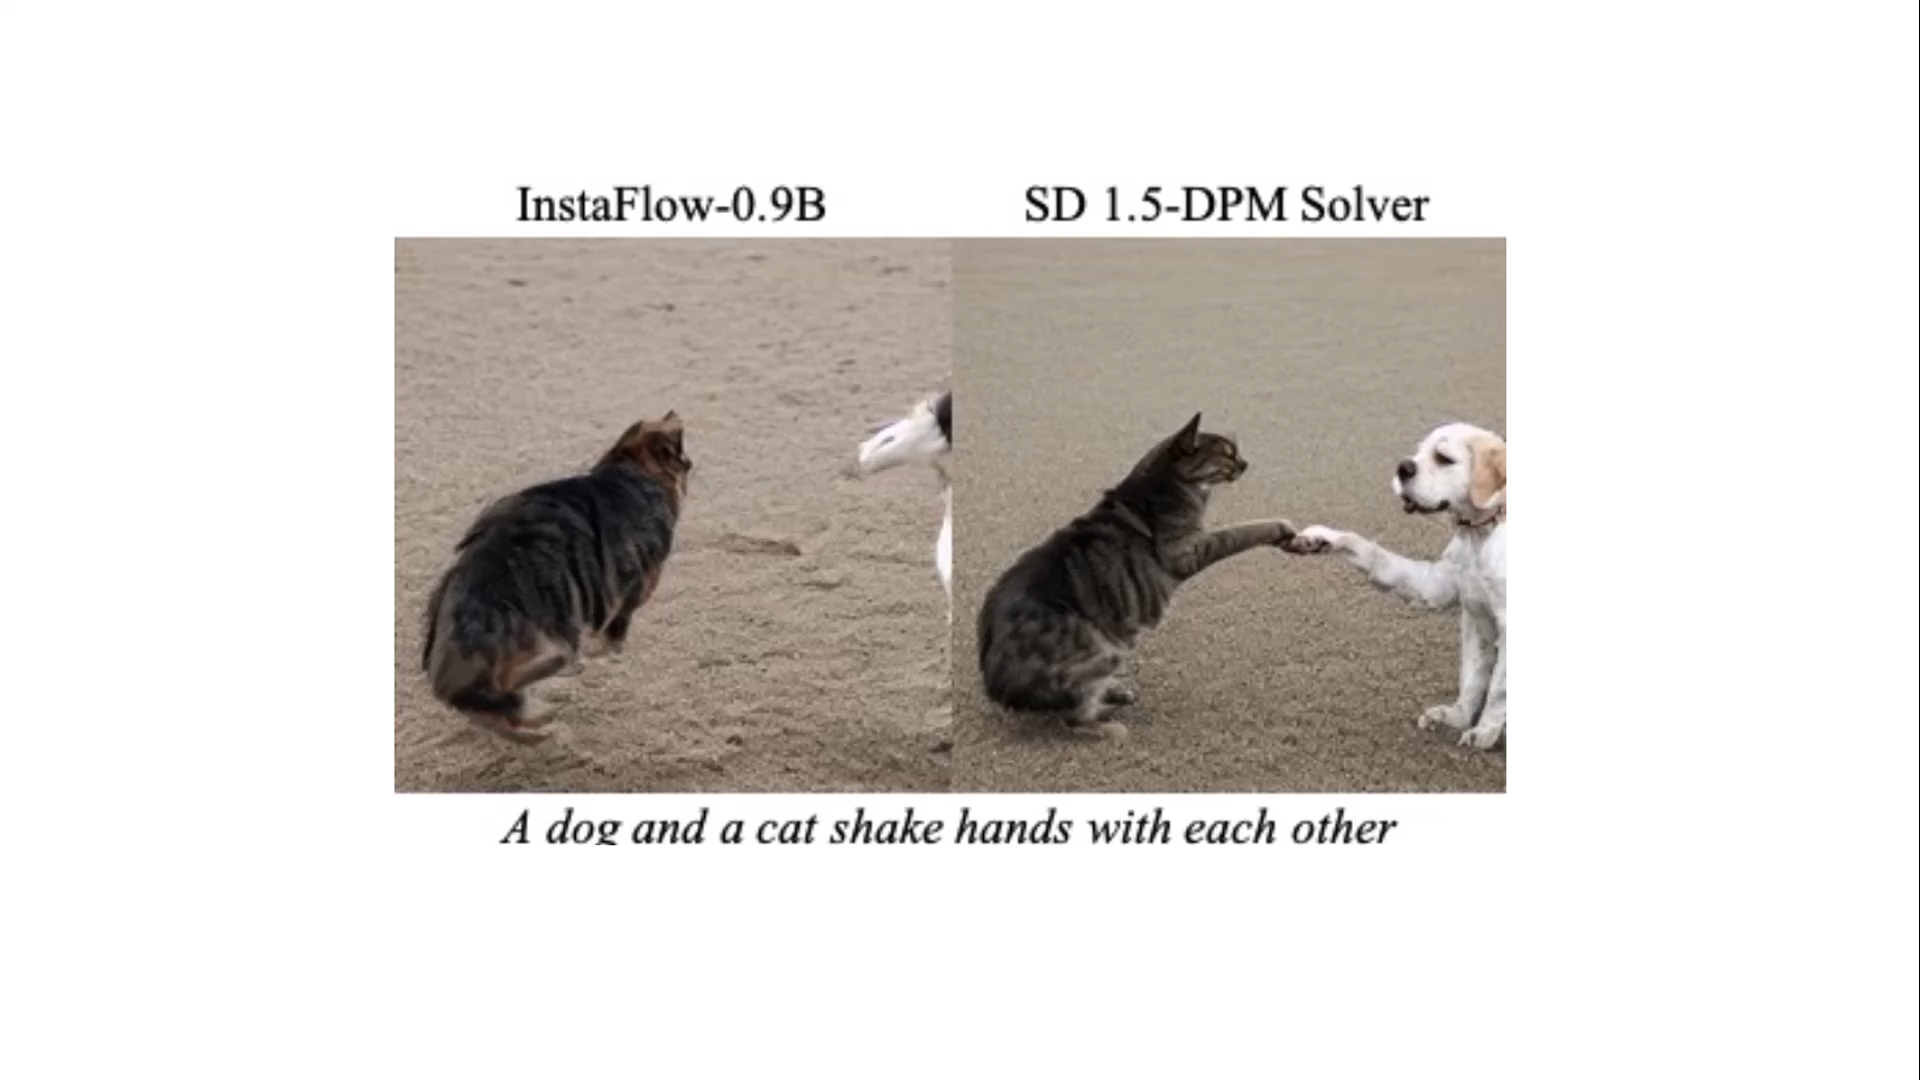 InstaFlow-0.9B SD 1.5-DPM Solver
A dog and a cat shake hands with each other